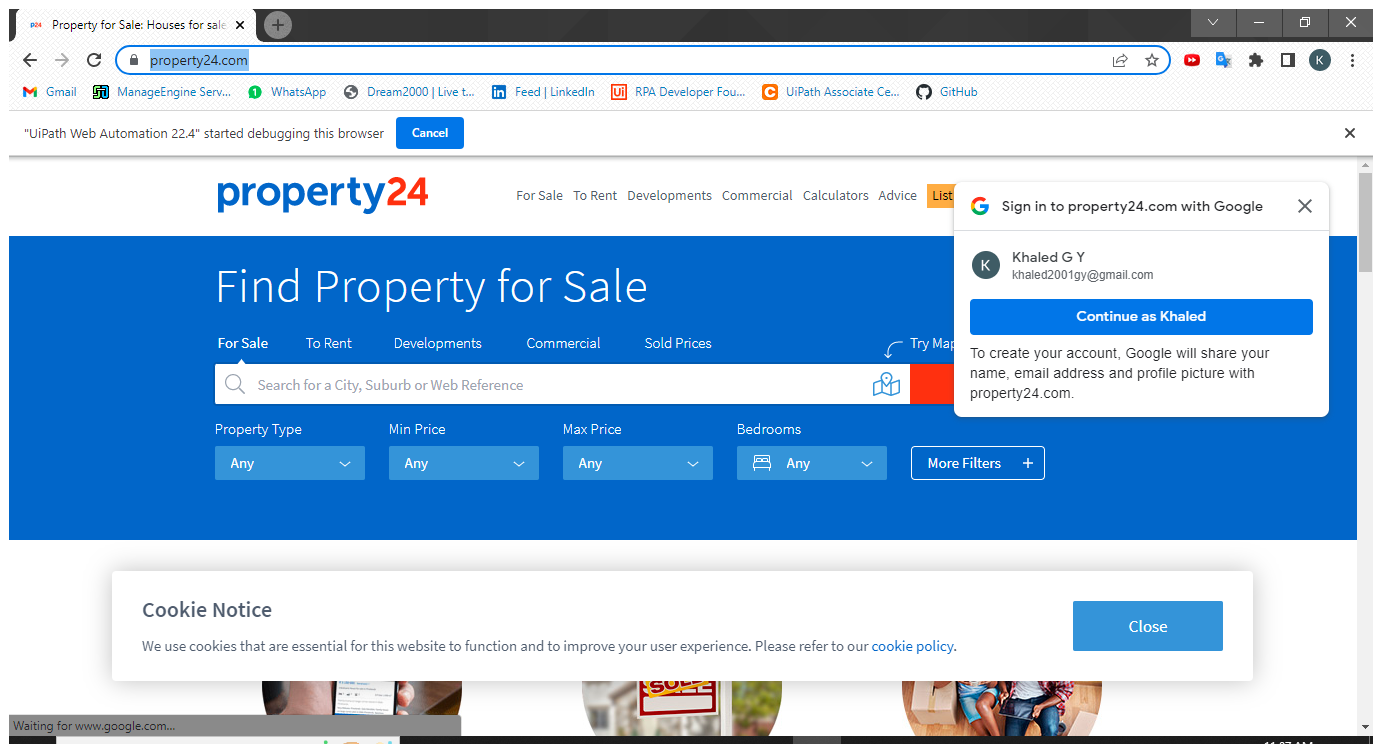 P24 Property for Sale: Houses for sale
property24.com
K
Gmail
ManageEngine Serv...
WhatsApp
Dream2000 | Live t...
Feed | LinkedIn
RPA Developer Fou...
UiPath Associate Ce...
GitHub
"UiPath Web Automation 22.4" started debugging this browser
Cancel
property24
For Sale To Rent Developments Commercial Calculators Advice List
Sign in to property24.com with Google
K
Khaled G Y
khaled2001gy@gmail.com
Continue as Khaled
To create your account, Google will share your
name, email address and profile picture with
property24.com.
Find Property for Sale
For Sale To Rent Developments Commercial Sold Prices
Try Map
Search for a City, Suburb or Web Reference
Property Type Min Price Max Price Bedrooms
Any Any Any Any More Filters +
Cookie Notice
We use cookies that are essential for this website to function and to improve your user experience. Please refer to our cookie policy.
Close
SOLD
Waiting for www.google.com...